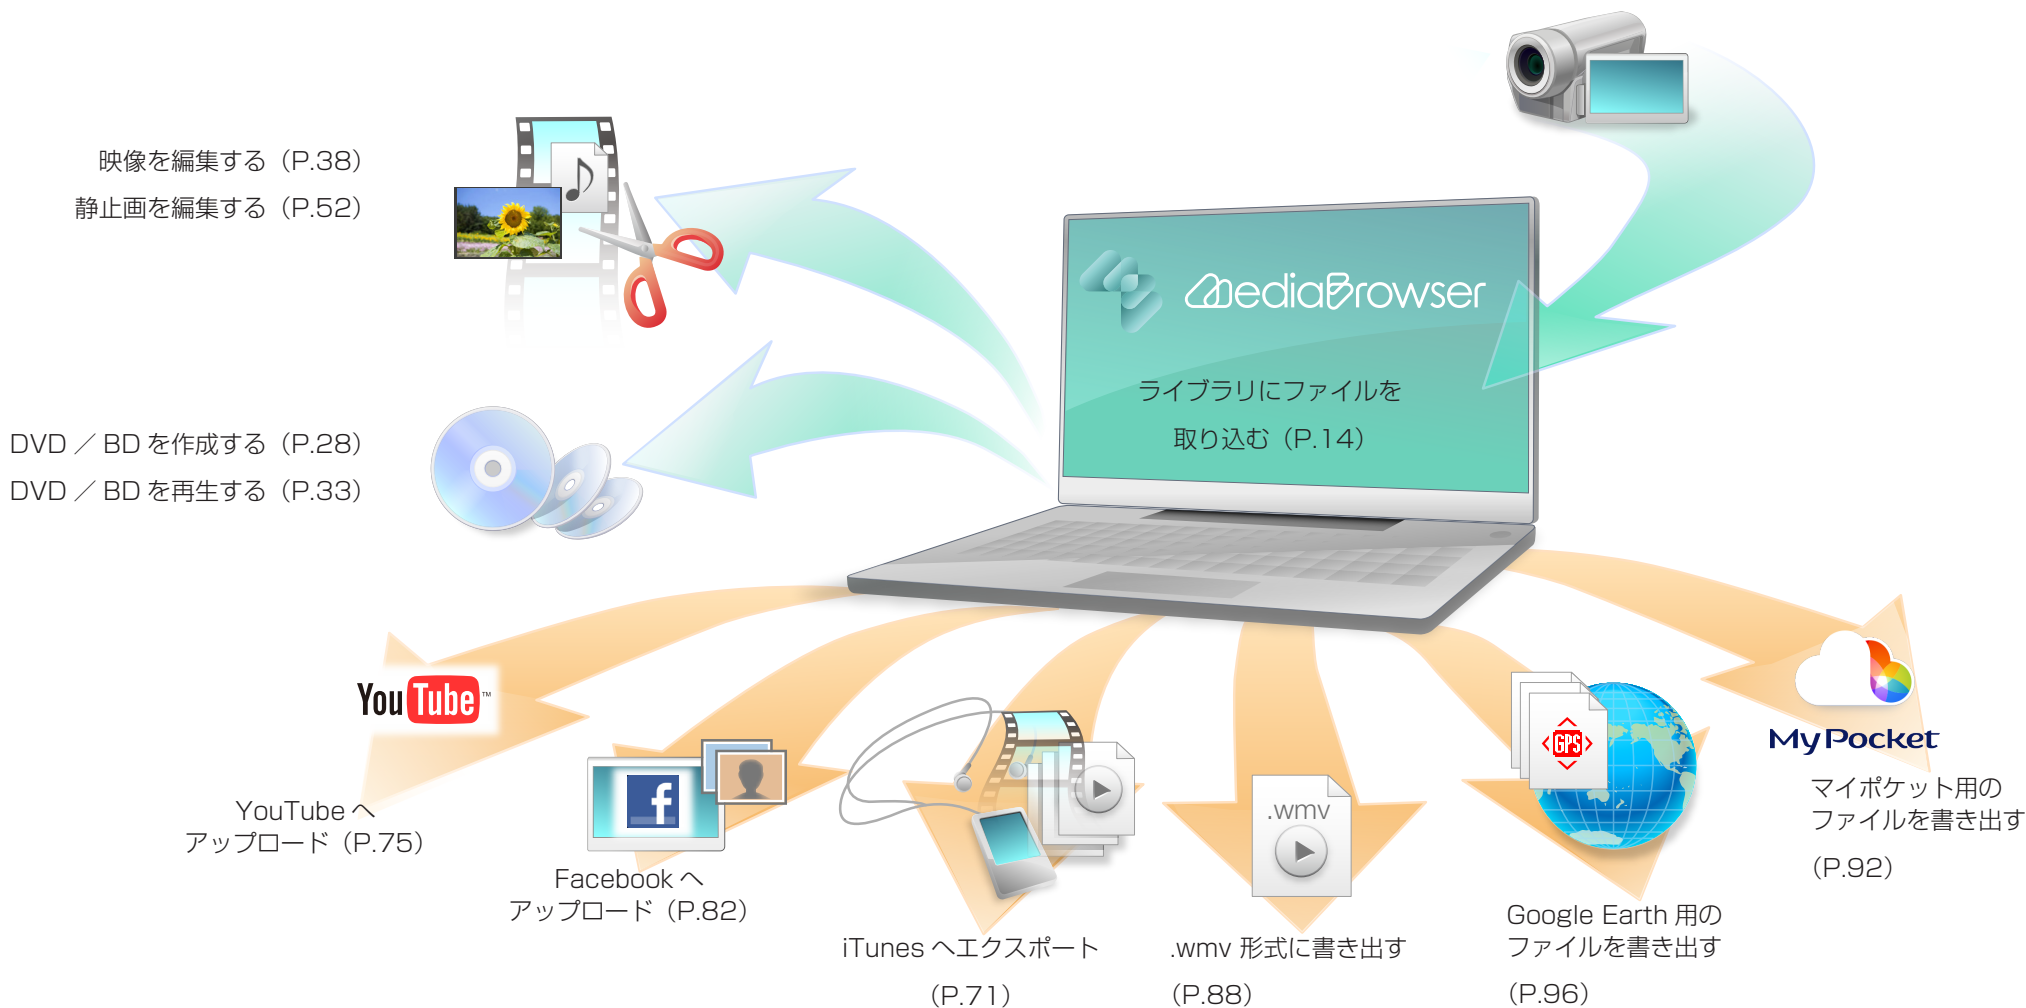 映像を編集する（P.38）
静止画を編集する（P.52）
MediaBrowser
ライブラリにファイルを
取り込む（P.14）
DVD ／ BD を作成する（P.28）
DVD ／ BD を再生する（P.33）
YouTube™
YouTube へ
アップロード（P.75）
f
Facebook へ
アップロード（P.82）
iTunes へエクスポート
（P.71）
.wmv
.wmv 形式に書き出す
（P.88）
GPS
Google Earth 用の
ファイルを書き出す
（P.96）
MyPocket
マイポケット用の
ファイルを書き出す
（P.92）